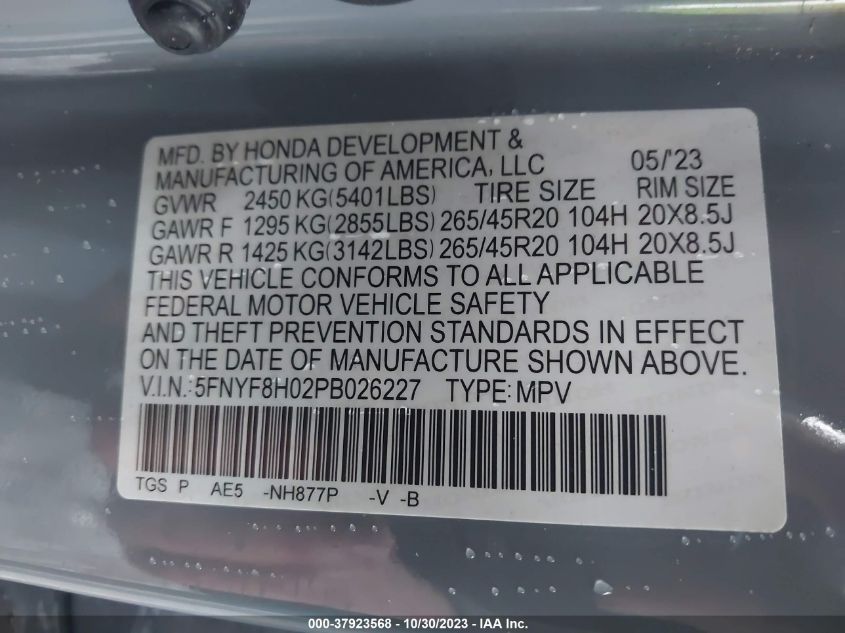 MFD. BY HONDA DEVELOPMENT &
MANUFACTURING OF AMERICA, LLC 05/'23
GVWR 2450 KG(5401LBS) TIRE SIZE RIM SIZE
GAWR F 1295 KG(2855LBS) 265/45R20 104H 20X8.5J
GAWR R 1425 KG(3142LBS) 265/45R20 104H 20X8.5J
THIS VEHICLE CONFORMS TO ALL APPLICABLE
FEDERAL MOTOR VEHICLE SAFETY
AND THEFT PREVENTION STANDARDS IN EFFECT
ON THE DATE OF MANUFACTURE SHOWN ABOVE.
V.I.N.: 5FNYF8H02PB026227 TYPE: MPV
TGS P AE5 -NH877P -V -B
000-37923568 - 10/30/2023 - IAA Inc.